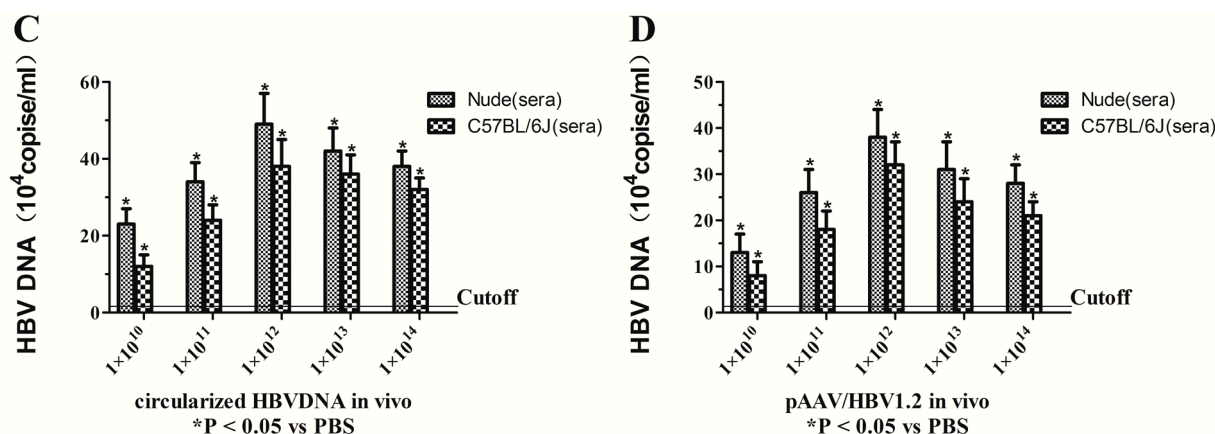 C
HBV DNA（10⁴copise/ml）
60
40
20
0
* * * * * * * * * *
Nude(sera)
C57BL/6J(sera)
Cutoff
1×10¹⁰ 1×10¹¹ 1×10¹² 1×10¹³ 1×10¹⁴
circularized HBVDNA in vivo
*P < 0.05 vs PBS
D
HBV DNA（10⁴copise/ml）
50
40
30
20
10
0
* * * * * * * * * *
Nude(sera)
C57BL/6J(sera)
Cutoff
1×10¹⁰ 1×10¹¹ 1×10¹² 1×10¹³ 1×10¹⁴
pAAV/HBV1.2 in vivo
*P < 0.05 vs PBS